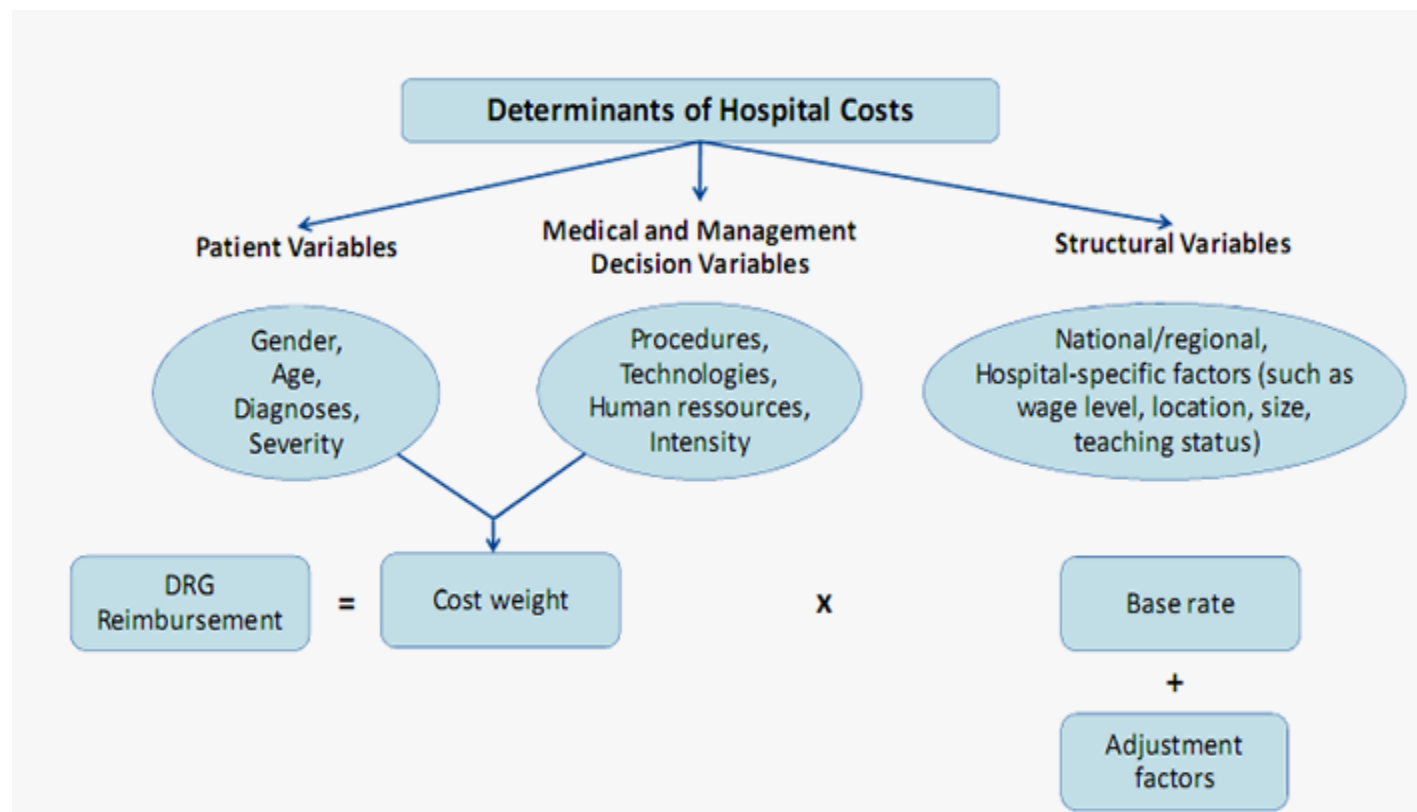 Determinants of Hospital Costs
Patient Variables
Medical and Management
Decision Variables
Structural Variables
Gender,
Age,
Diagnoses,
Severity
Procedures,
Technologies,
Human ressources,
Intensity
National/regional,
Hospital-specific factors (such as
wage level, location, size,
teaching status)
DRG
Reimbursement
=
Cost weight
x
Base rate
+
Adjustment
factors